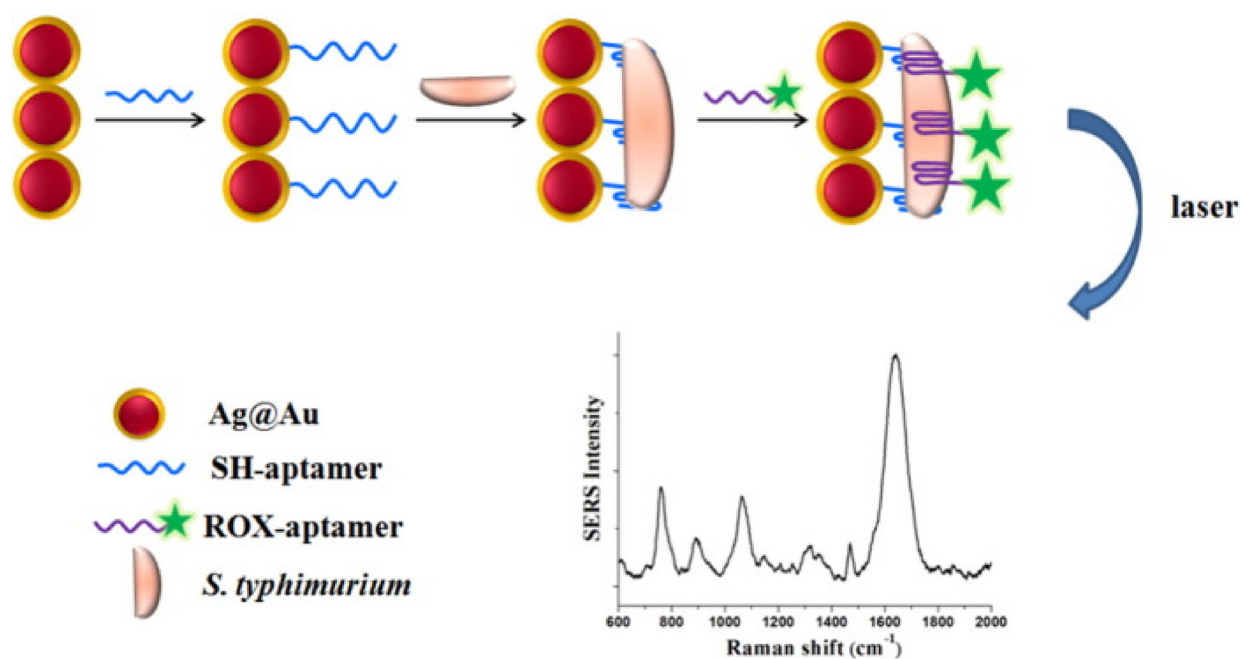 laser
Ag@Au
SH-aptamer
ROX-aptamer
S. typhimurium
SERS Intensity
600 800 1000 1200 1400 1600 1800 2000
Raman shift (cm⁻¹)